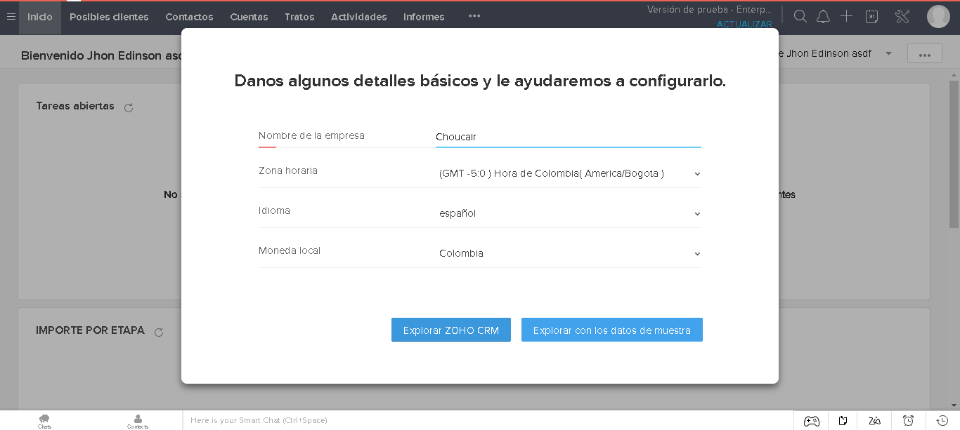 Inicio Posibles clientes Contactos Cuentas Tratos Actividades Informes ••• Versión de prueba - Enterp...
ACTUALIZAR
Bienvenido Jhon Edinson asd
e Jhon Edinson asdf
Danos algunos detalles básicos y le ayudaremos a configurarlo.
Tareas abiertas
Nombre de la empresa Choucair
Zona horaria (GMT -5:0 ) Hora de Colombia( America/Bogota )
No
Idioma español
Moneda local Colombia
Explorar ZOHO CRM Explorar con los datos de muestra
IMPORTE POR ETAPA
Chats Contacts Here is your Smart Chat (Ctrl+Space)